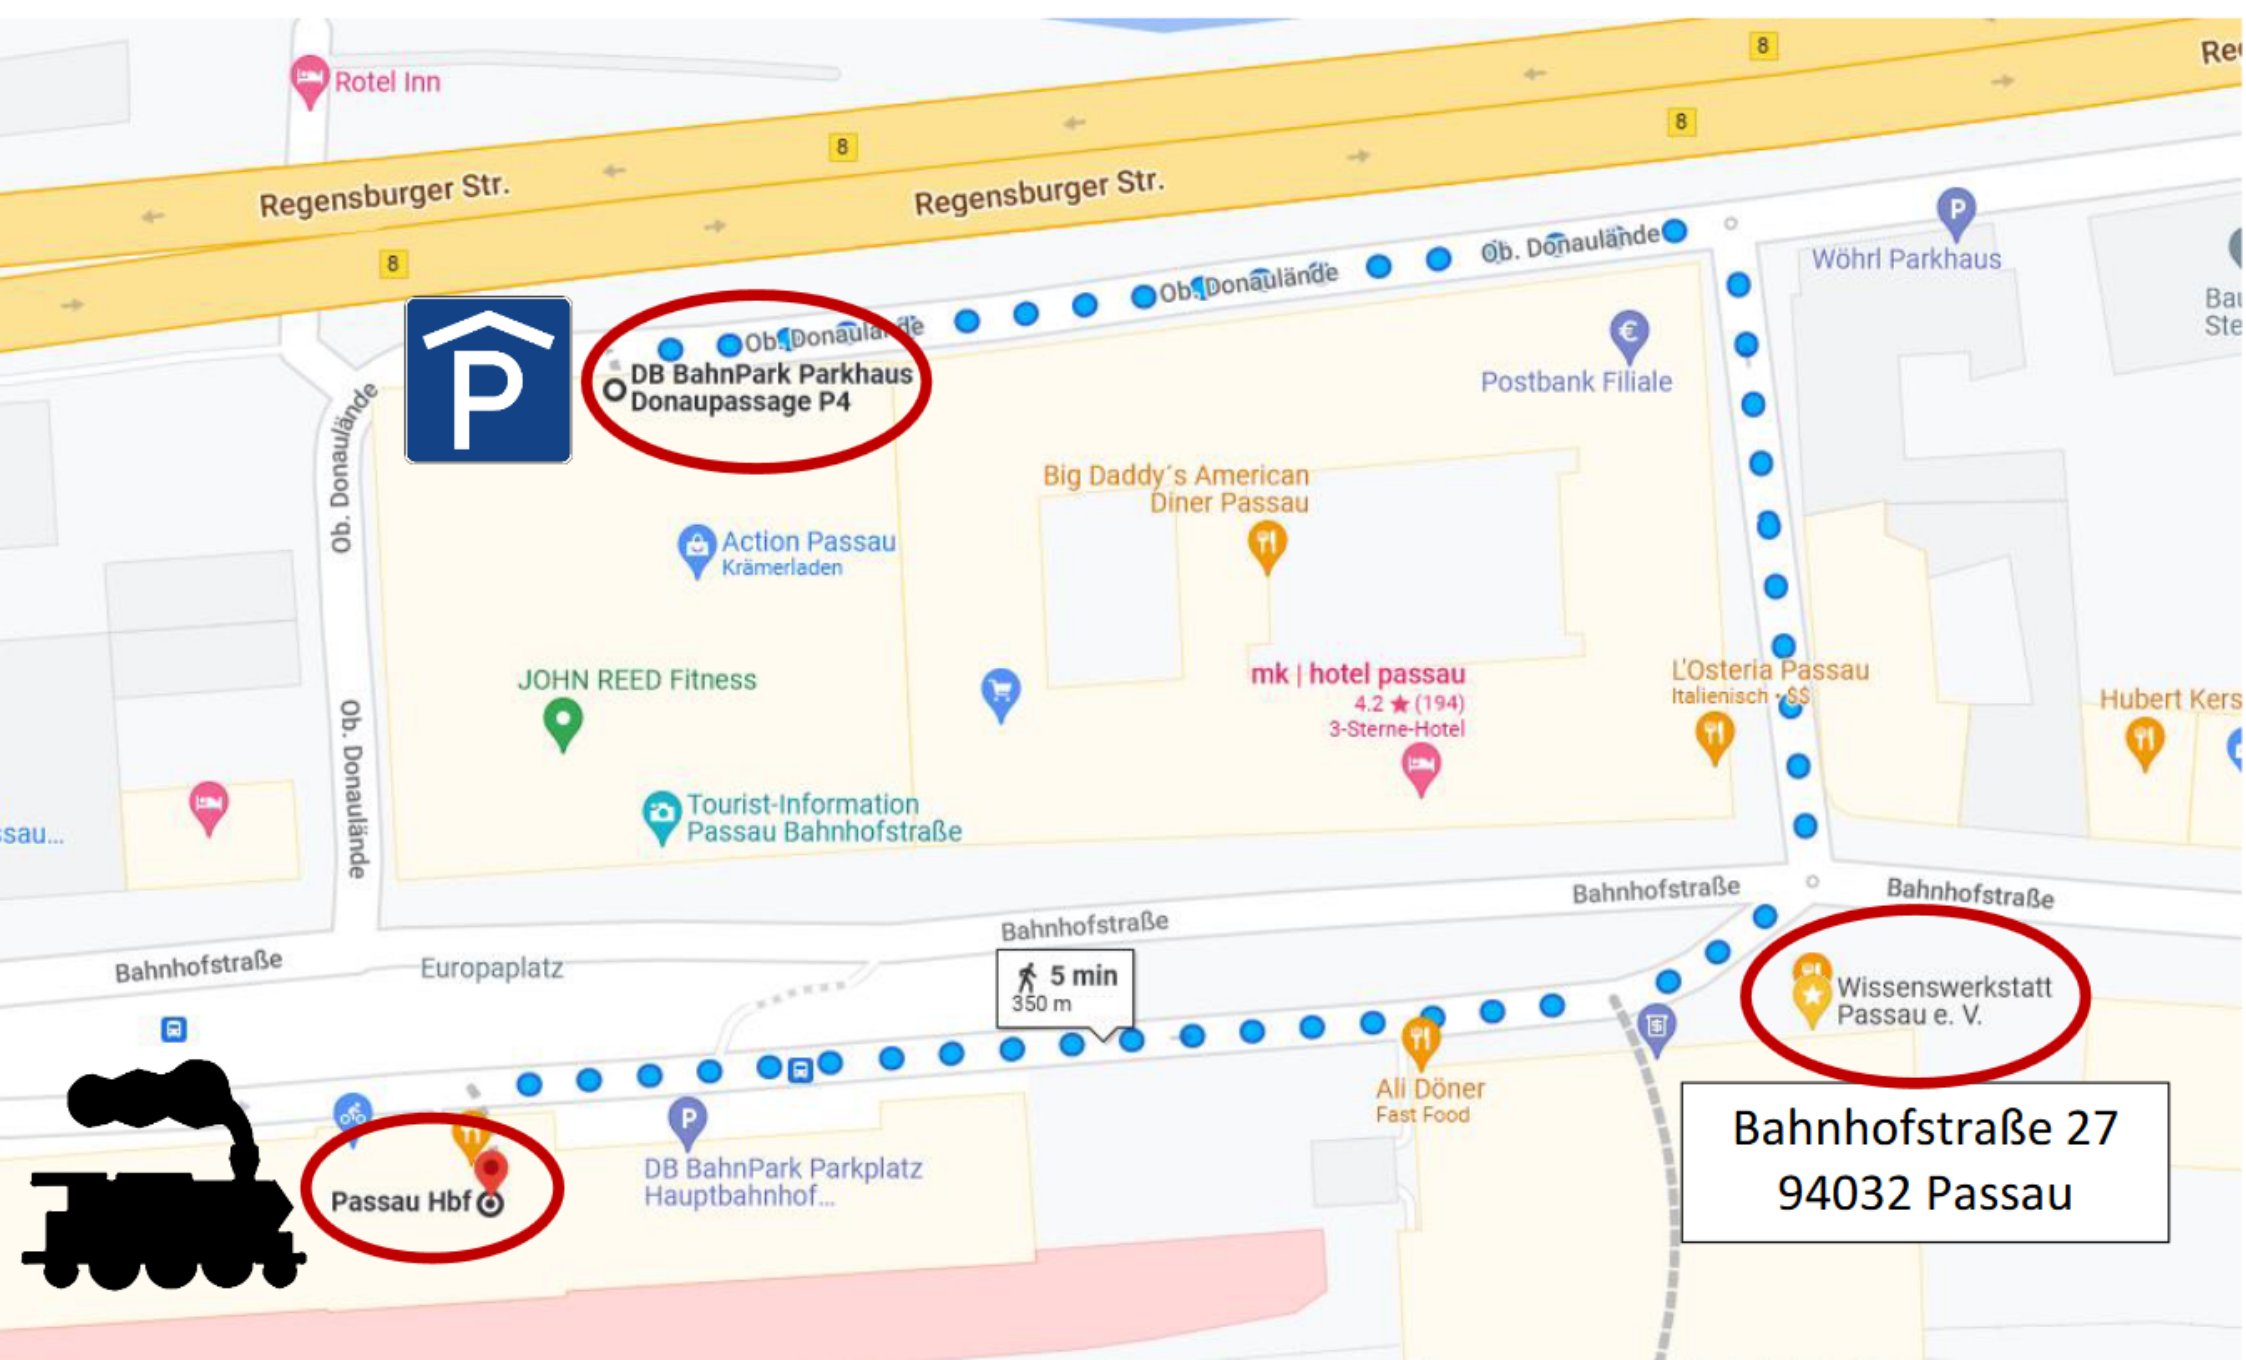 Rotel Inn
8
Reg
8
8
8
Regensburger Str.
Regensburger Str.
P
Wöhrl Parkhaus
Ob. Donaulände
Ob. Donaulände
Ob. Donaulände
P
DB BahnPark Parkhaus
Donaupassage P4
€
Postbank Filiale
Ob. Donaulände
Big Daddy´s American
Diner Passau
Action Passau
Krämerladen
JOHN REED Fitness
mk | hotel passau
4.2 ★ (194)
3-Sterne-Hotel
L'Osteria Passau
Italienisch • $$
Hubert Kers
Ob. Donaulände
Tourist-Information
Passau Bahnhofstraße
ssau...
Bahnhofstraße
Bahnhofstraße
Bahnhofstraße
Bahnhofstraße
Europaplatz
5 min
350 m
Wissenswerkstatt
Passau e. V.
Ali Döner
Fast Food
Bahnhofstraße 27
94032 Passau
P
DB BahnPark Parkplatz
Hauptbahnhof...
Passau Hbf